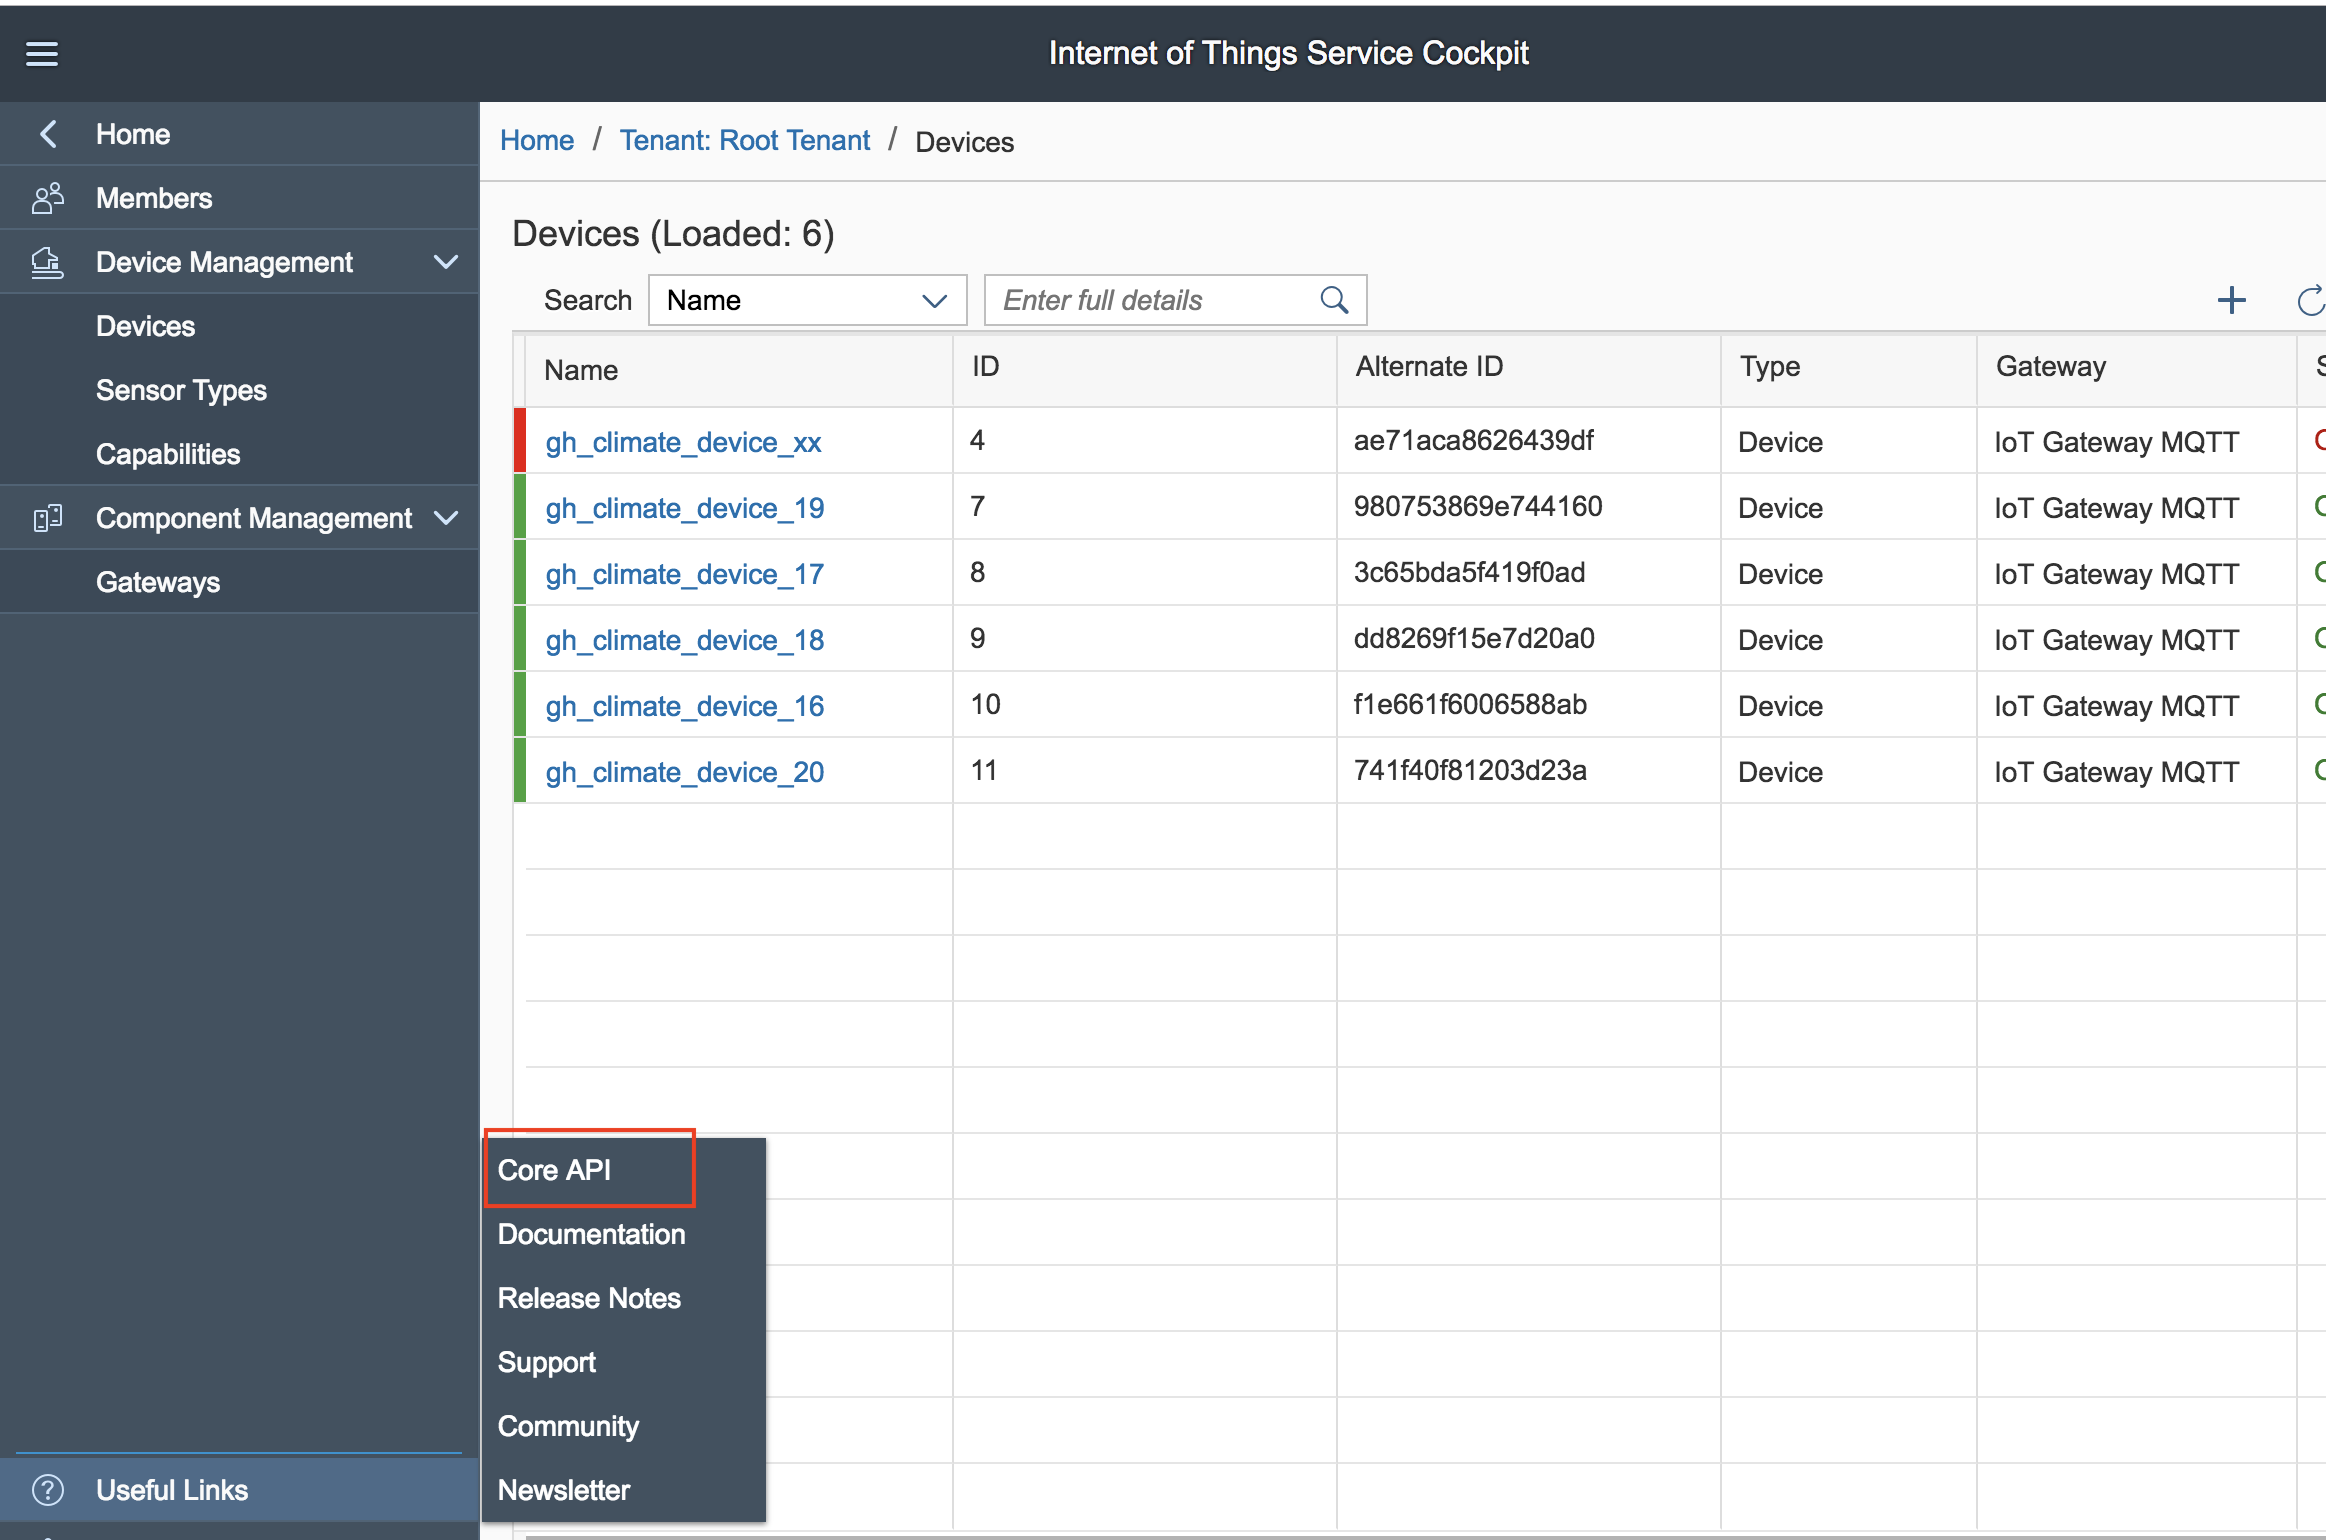 Internet of Things Service Cockpit
Home
Members
Device Management
Devices
Sensor Types
Capabilities
Component Management
Gateways
Useful Links
Home / Tenant: Root Tenant / Devices
Devices (Loaded: 6)
Search Name Enter full details
Name ID Alternate ID Type Gateway
gh_climate_device_xx 4 ae71aca8626439df Device IoT Gateway MQTT
gh_climate_device_19 7 980753869e744160 Device IoT Gateway MQTT
gh_climate_device_17 8 3c65bda5f419f0ad Device IoT Gateway MQTT
gh_climate_device_18 9 dd8269f15e7d20a0 Device IoT Gateway MQTT
gh_climate_device_16 10 f1e661f6006588ab Device IoT Gateway MQTT
gh_climate_device_20 11 741f40f81203d23a Device IoT Gateway MQTT
Core API
Documentation
Release Notes
Support
Community
Newsletter